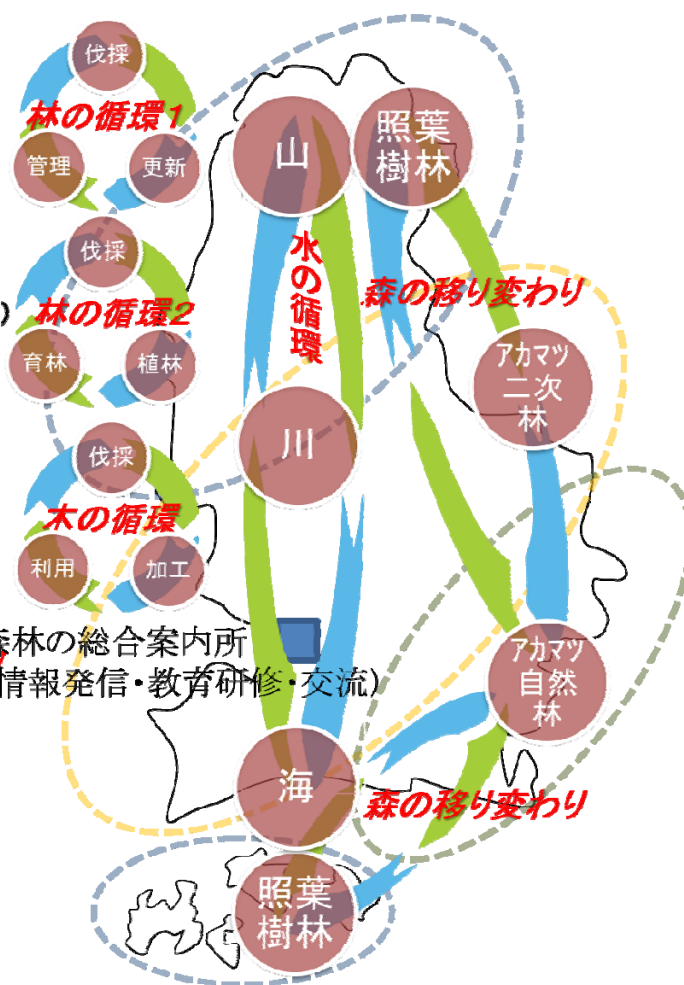 伐採
林の循環1
管理
更新
伐採
林の循環2
育林
植林
伐採
木の循環
利用
加工
山
照葉
樹林
水の循環
森の移り変わり
アカマツ
二次
林
川
林の総合案内所
情報発信・教育研修・交流)
アカマツ
自然
林
海
森の移り変わり
照葉
樹林